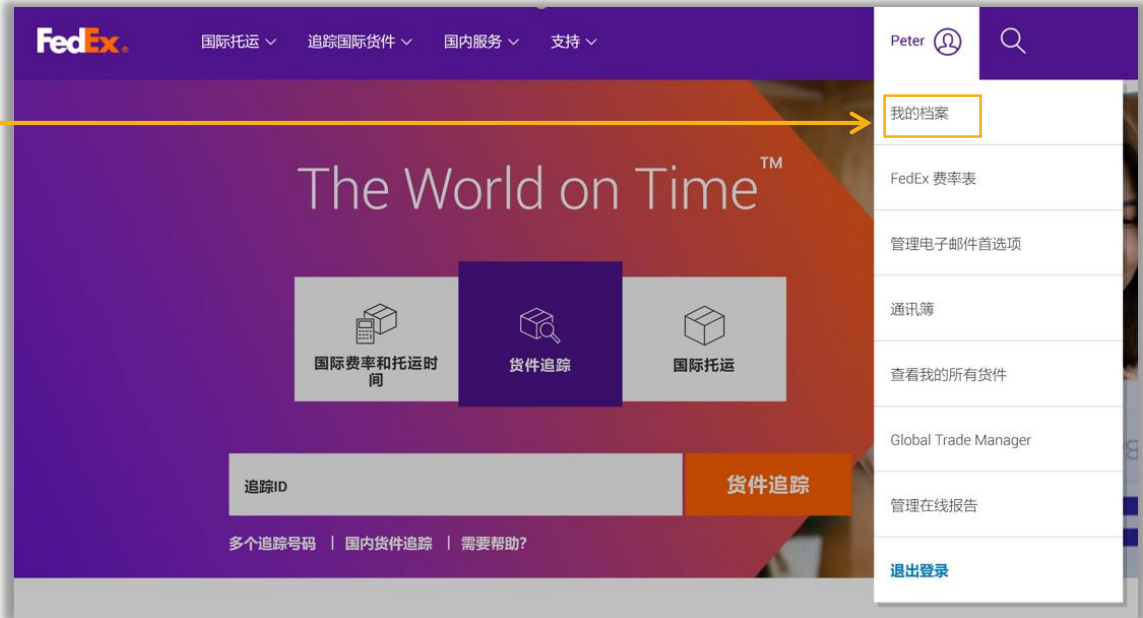 FedEx.
国际托运
追踪国际货件
国内服务
支持
Peter
我的档案
FedEx 费率表
管理电子邮件首选项
通讯簿
查看我的所有货件
Global Trade Manager
管理在线报告
退出登录
The World on Time™
国际费率和托运时
间
货件追踪
国际托运
追踪ID
货件追踪
多个追踪号码 | 国内货件追踪 | 需要帮助?